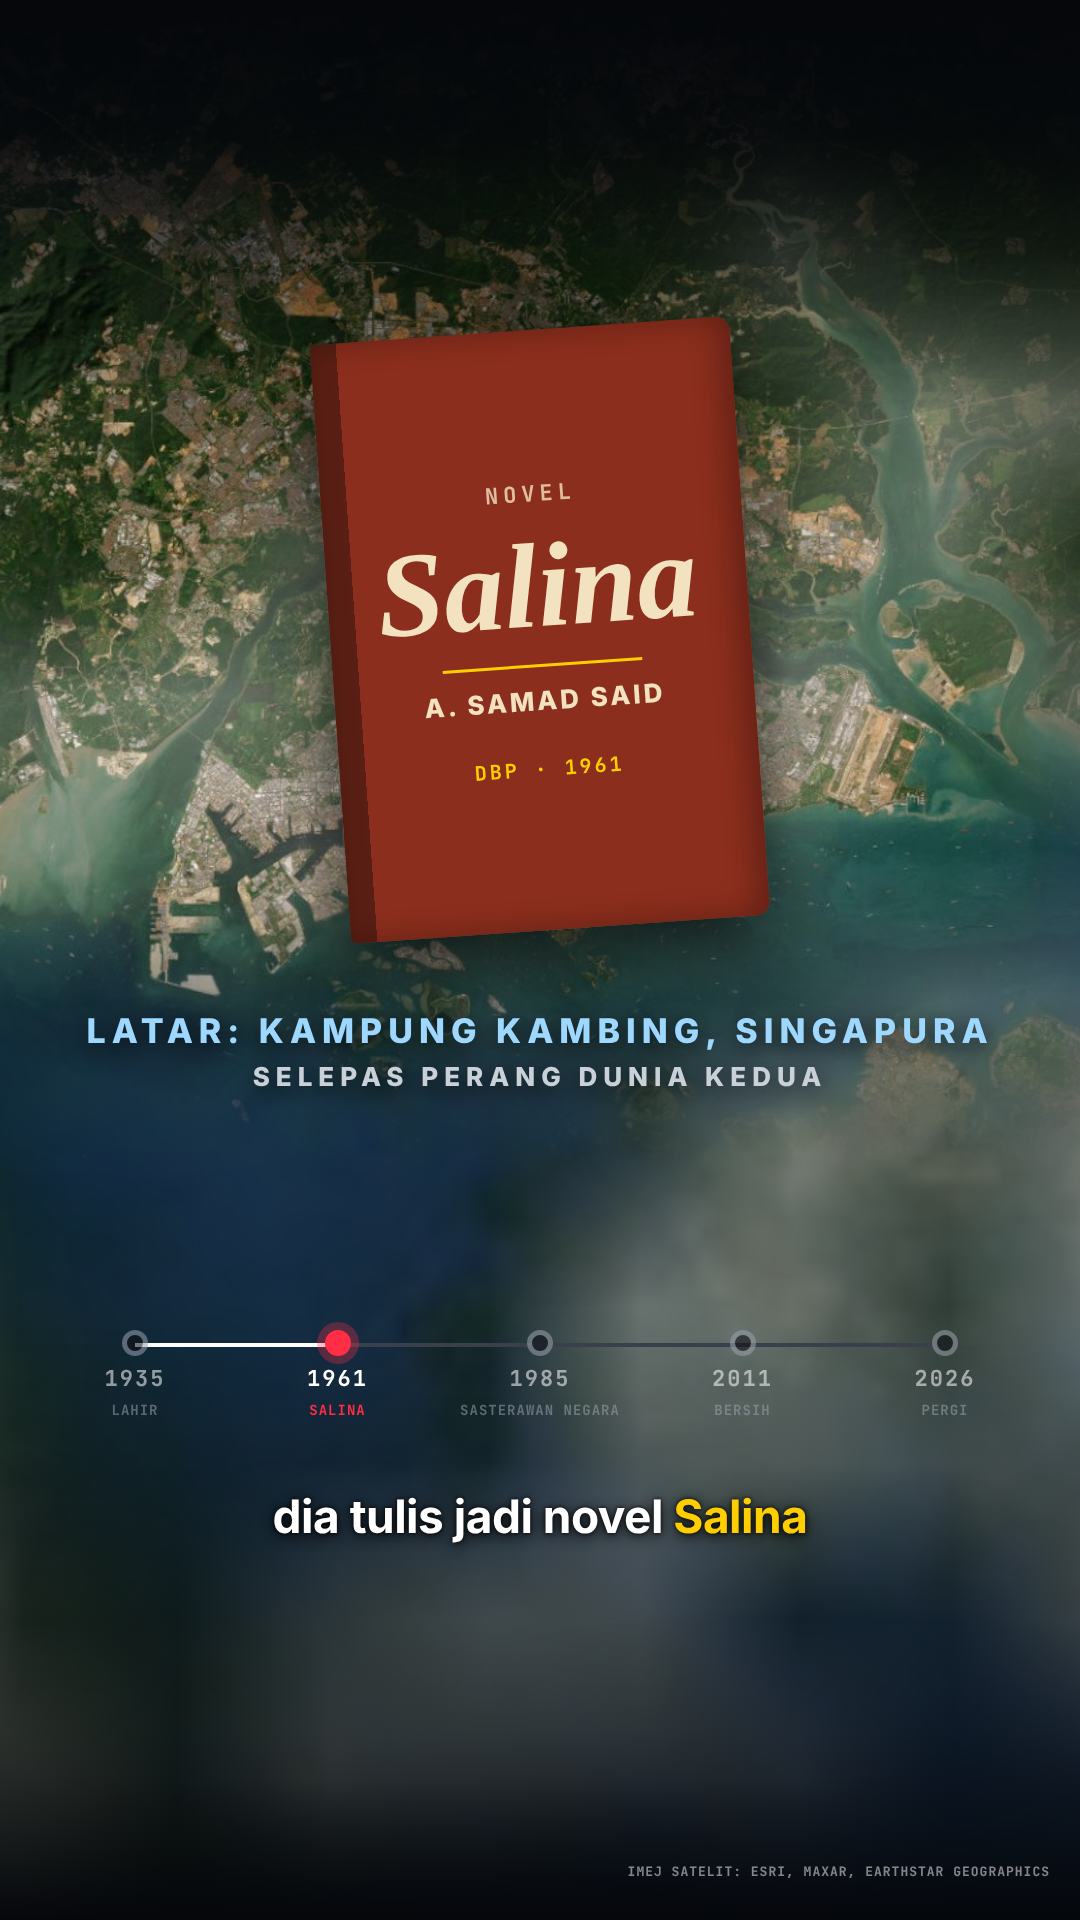 NOVEL
Salina
A. SAMAD SAID
DBP · 1961
LATAR: KAMPUNG KAMBING, SINGAPURA
SELEPAS PERANG DUNIA KEDUA
1935 1961 1985 2011 2026
LAHIR SALINA SASTERAWAN NEGARA BERSIH PERGI
dia tulis jadi novel Salina
IMEJ SATELIT: ESRI, MAXAR, EARTHSTAR GEOGRAPHICS